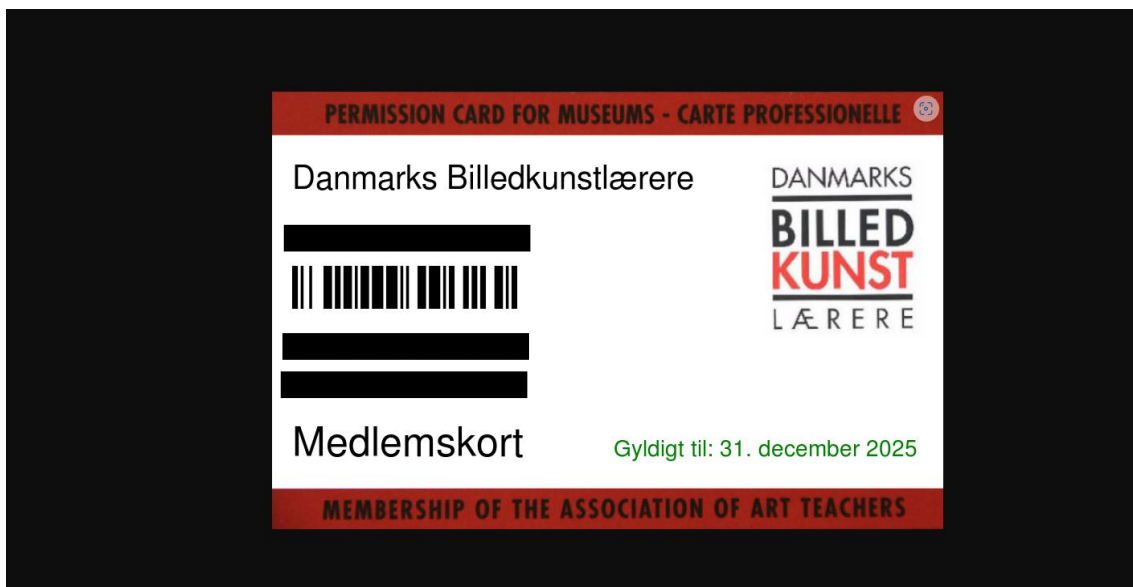 PERMISSION CARD FOR MUSEUMS - CARTE PROFESSIONELLE
Danmarks Billedkunstlærere
DANMARKS
BILLED
KUNST
LÆRERE
Medlemskort
Gyldigt til: 31. december 2025
MEMBERSHIP OF THE ASSOCIATION OF ART TEACHERS